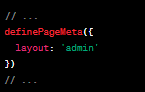 // ...
definePageMeta({
  layout: 'admin'
})
// ...